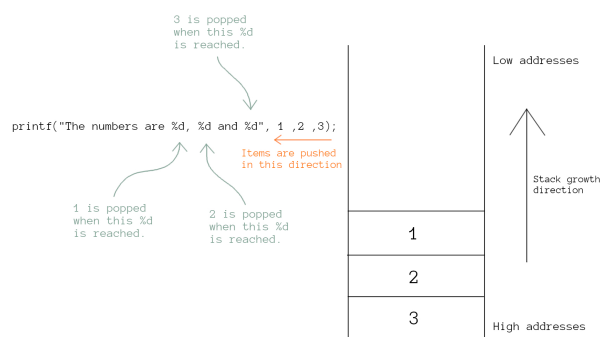 3 is popped
when this %d
is reached.
Low addresses
printf("The numbers are %d, %d and %d", 1 ,2 ,3);
Items are pushed
in this direction
Stack growth
direction
1 is popped
when this %d
is reached.
2 is popped
when this %d
is reached.
1
2
3
High addresses